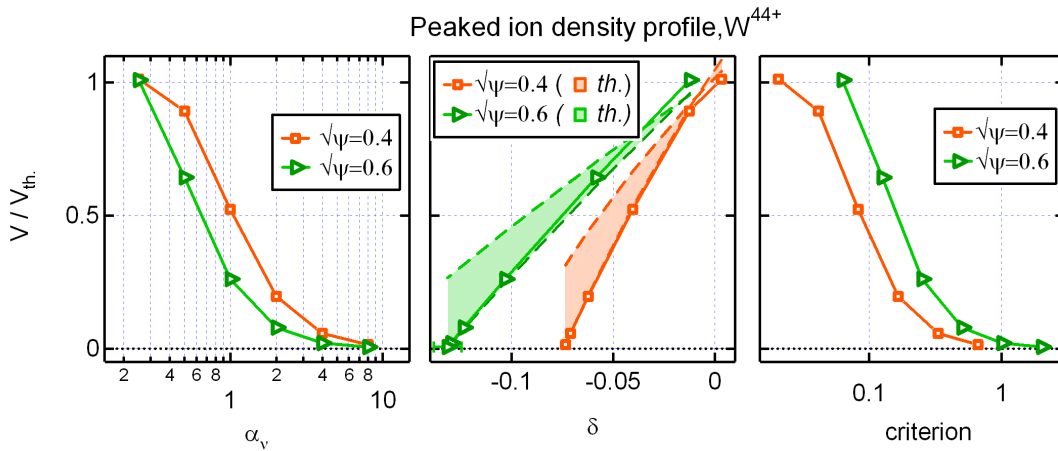 Peaked ion density profile,W44+
V / Vth.
1
0.5
0
√ψ=0.4
√ψ=0.6
2
4
6
8
2
4
6
8
1
10
αν
√ψ=0.4 ( th.)
√ψ=0.6 ( th.)
-0.1
-0.05
0
δ
√ψ=0.4
√ψ=0.6
0.1
1
criterion